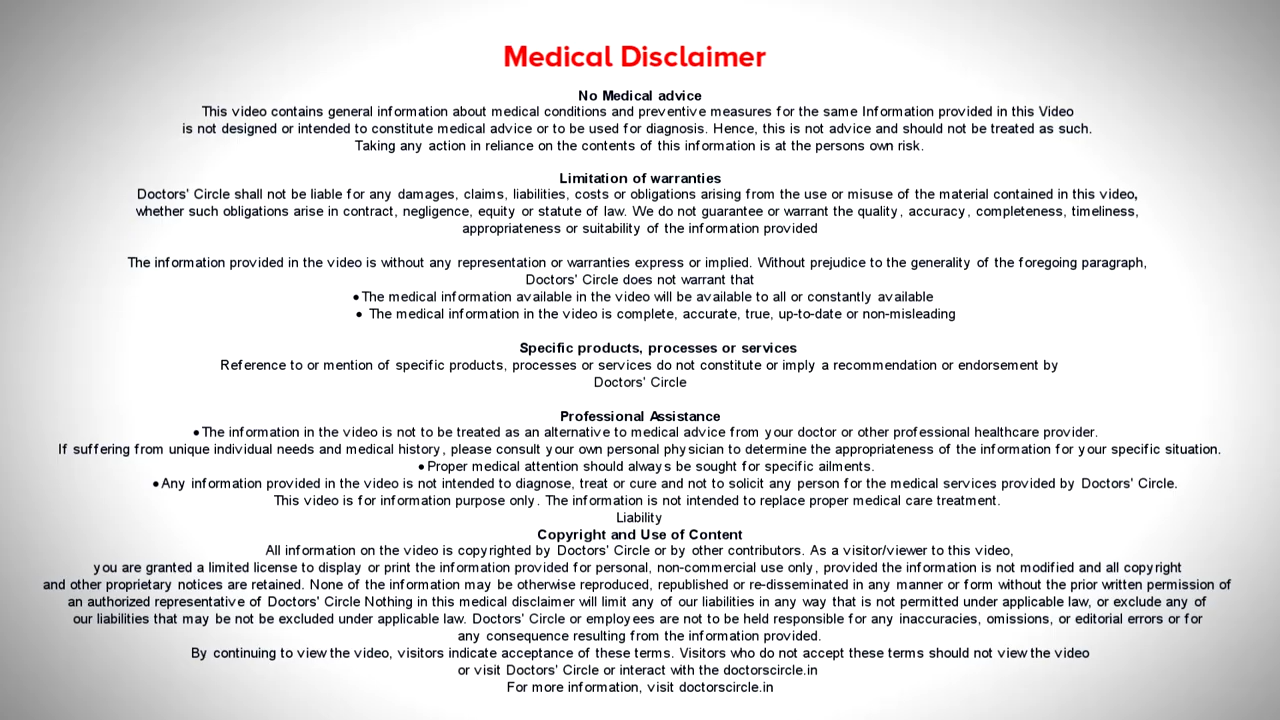 Medical Disclaimer
No Medical advice
This video contains general information about medical conditions and preventive measures for the same Information provided in this Video
is not designed or intended to constitute medical advice or to be used for diagnosis. Hence, this is not advice and should not be treated as such.
Taking any action in reliance on the contents of this information is at the persons own risk.
Limitation of warranties
Doctors' Circle shall not be liable for any damages, claims, liabilities, costs or obligations arising from the use or misuse of the material contained in this video,
whether such obligations arise in contract, negligence, equity or statute of law. We do not guarantee or warrant the quality, accuracy, completeness, timeliness,
appropriateness or suitability of the information provided
The information provided in the video is without any representation or warranties express or implied. Without prejudice to the generality of the foregoing paragraph,
Doctors' Circle does not warrant that
• The medical information available in the video will be available to all or constantly available
• The medical information in the video is complete, accurate, true, up-to-date or non-misleading
Specific products, processes or services
Reference to or mention of specific products, processes or services do not constitute or imply a recommendation or endorsement by
Doctors' Circle
Professional Assistance
• The information in the video is not to be treated as an alternative to medical advice from your doctor or other professional healthcare provider.
If suffering from unique individual needs and medical history, please consult your own personal physician to determine the appropriateness of the information for your specific situation.
• Proper medical attention should always be sought for specific ailments.
• Any information provided in the video is not intended to diagnose, treat or cure and not to solicit any person for the medical services provided by Doctors' Circle.
This video is for information purpose only. The information is not intended to replace proper medical care treatment.
Liability
Copyright and Use of Content
All information on the video is copyrighted by Doctors' Circle or by other contributors. As a visitor/viewer to this video,
you are granted a limited license to display or print the information provided for personal, non-commercial use only, provided the information is not modified and all copyright
and other proprietary notices are retained. None of the information may be otherwise reproduced, republished or re-disseminated in any manner or form without the prior written permission of
an authorized representative of Doctors' Circle Nothing in this medical disclaimer will limit any of our liabilities in any way that is not permitted under applicable law, or exclude any of
our liabilities that may be not be excluded under applicable law. Doctors' Circle or employees are not to be held responsible for any inaccuracies, omissions, or editorial errors or for
any consequence resulting from the information provided.
By continuing to view the video, visitors indicate acceptance of these terms. Visitors who do not accept these terms should not view the video
or visit Doctors' Circle or interact with the doctorscircle.in
For more information, visit doctorscircle.in